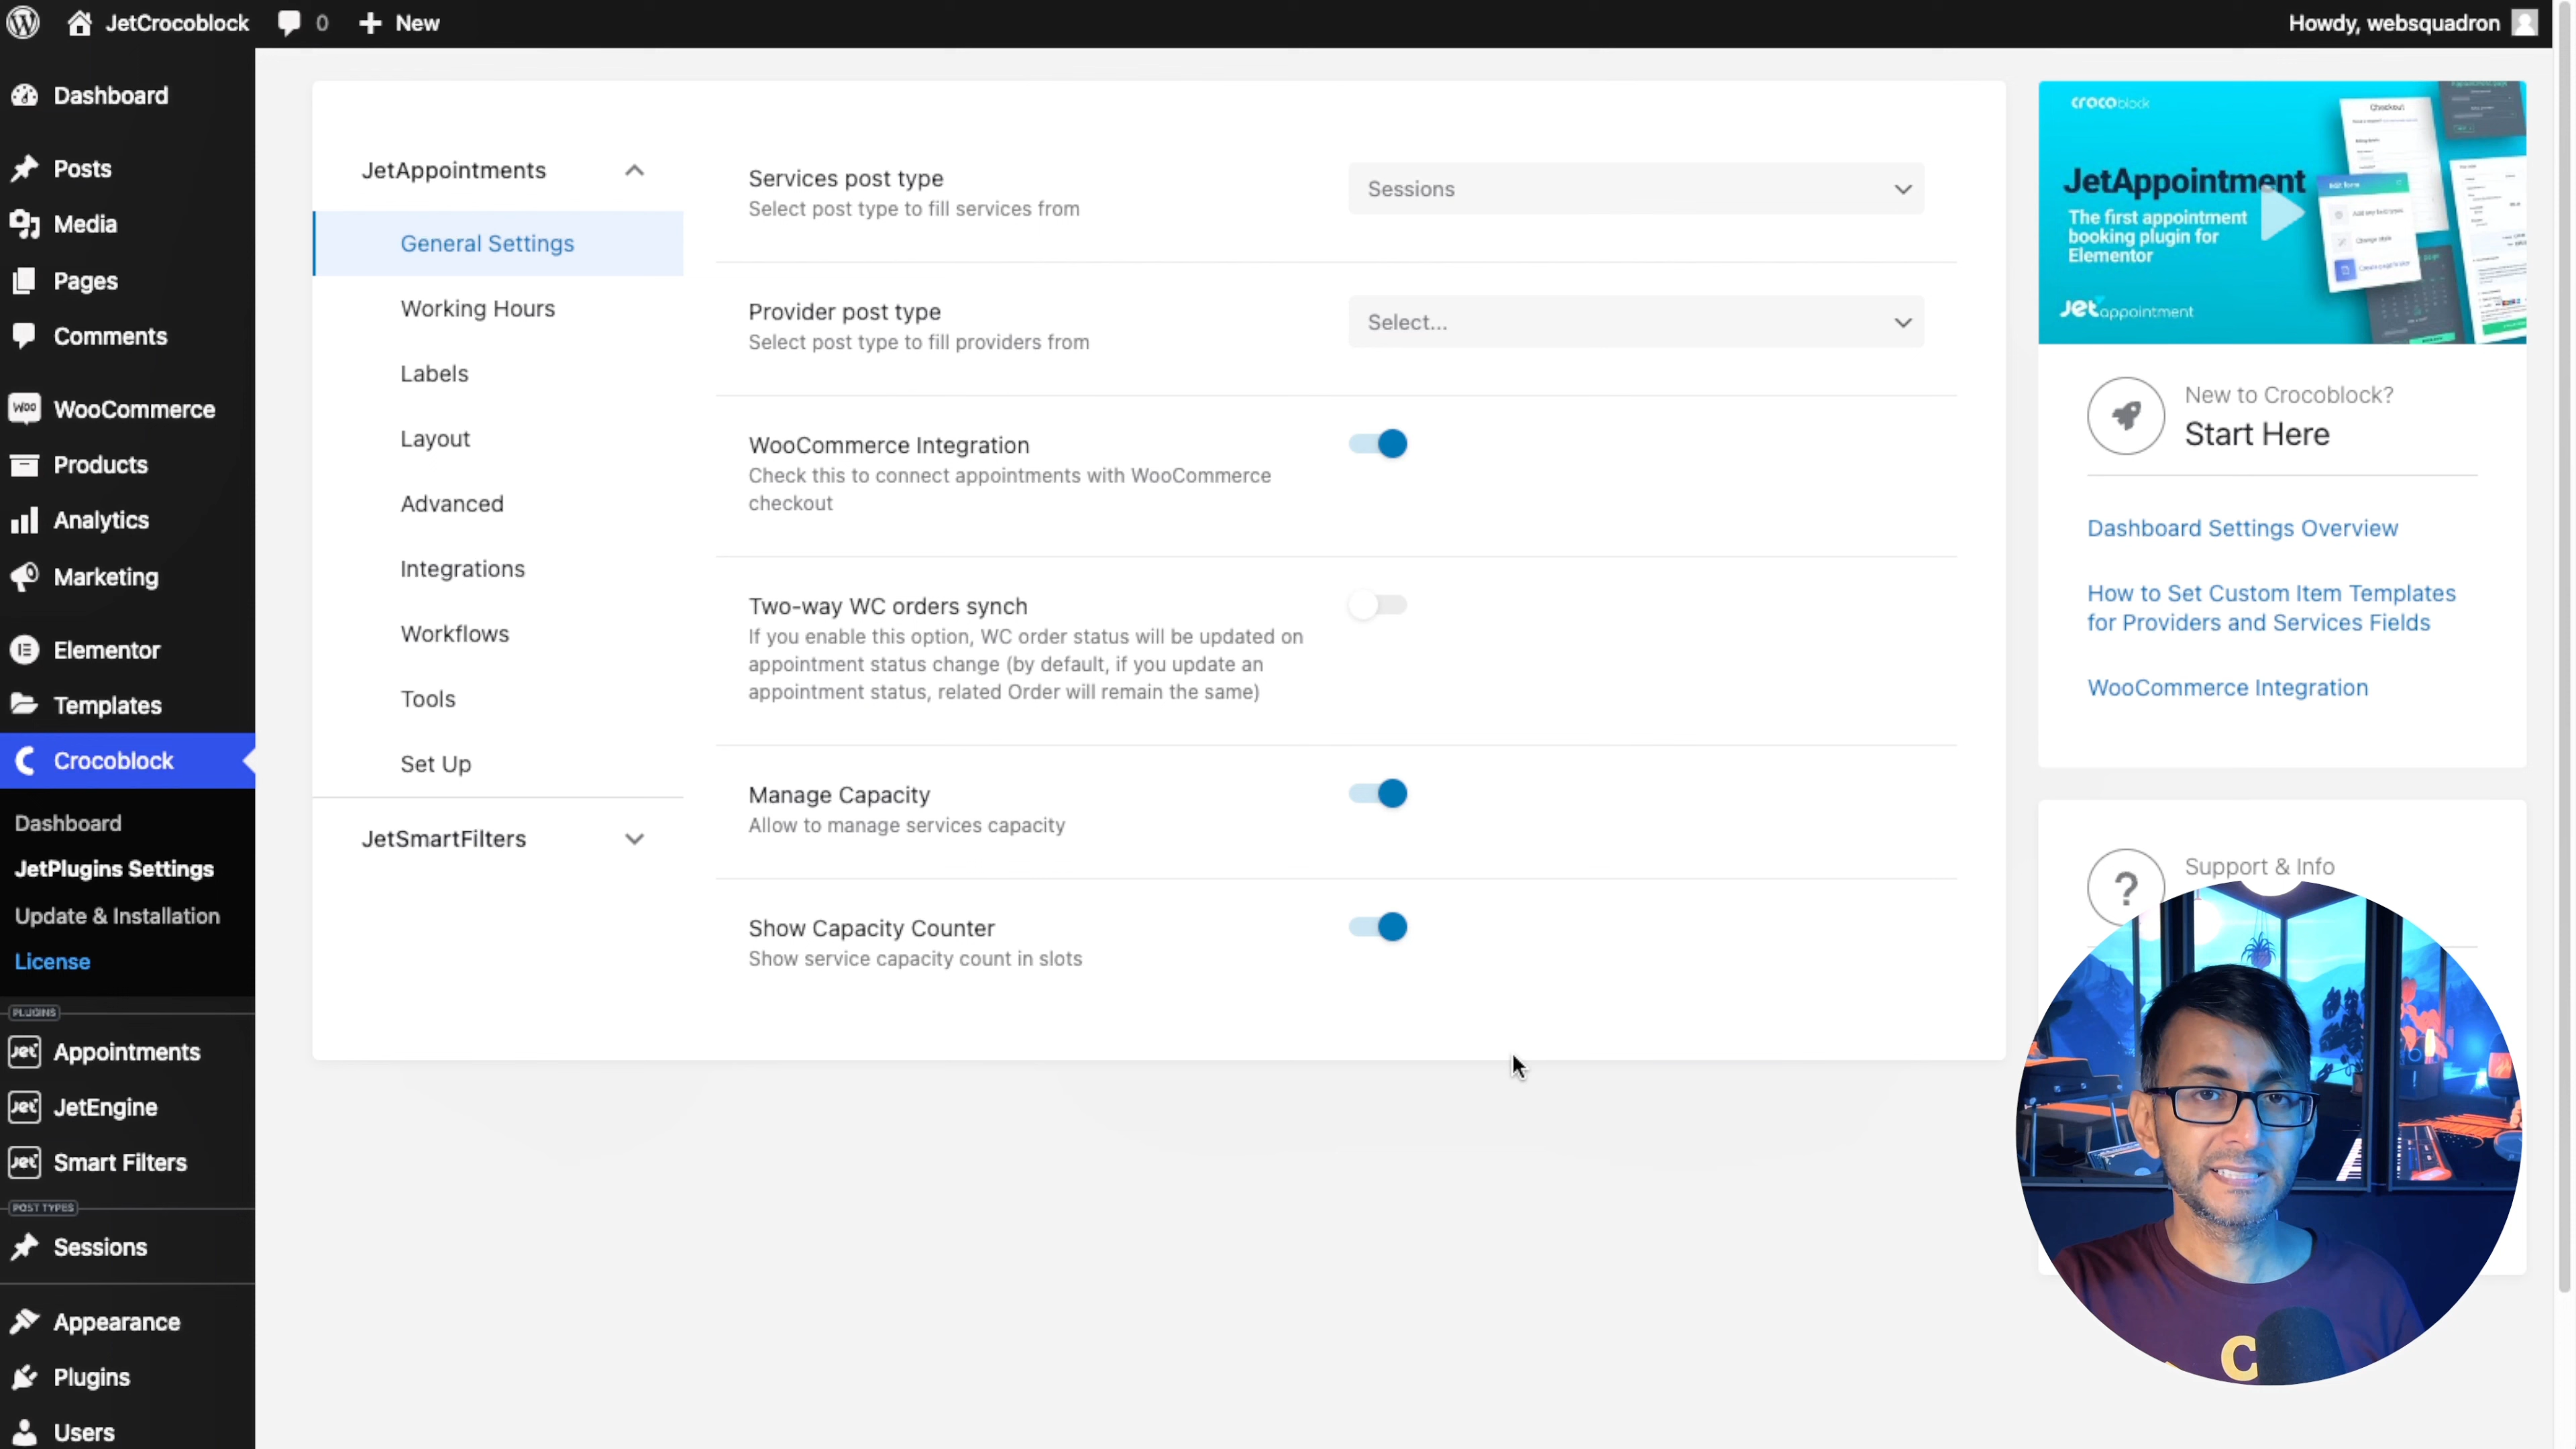 JetCrocoblock
0
New
Howdy, websquadron
Dashboard
Posts
Media
Pages
Comments
WooCommerce
Products
Analytics
Marketing
Elementor
Templates
Crocoblock
Dashboard
JetPlugins Settings
Update & Installation
License
PLUGINS
Appointments
JetEngine
Smart Filters
POST TYPES
Sessions
Appearance
Plugins
Users
JetAppointments
General Settings
Working Hours
Labels
Layout
Advanced
Integrations
Workflows
Tools
Set Up
JetSmartFilters
Services post type
Select post type to fill services from
Sessions
Provider post type
Select post type to fill providers from
Select...
WooCommerce Integration
Check this to connect appointments with WooCommerce
checkout
Two-way WC orders synch
If you enable this option, WC order status will be updated on
appointment status change (by default, if you update an
appointment status, related Order will remain the same)
Manage Capacity
Allow to manage services capacity
Show Capacity Counter
Show service capacity count in slots
crocoblock
JetAppointment
The first appointment
booking plugin for
Elementor
Jet appointment
Checkout
New to Crocoblock?
Start Here
Dashboard Settings Overview
How to Set Custom Item Templates
for Providers and Services Fields
WooCommerce Integration
Support & Info
C